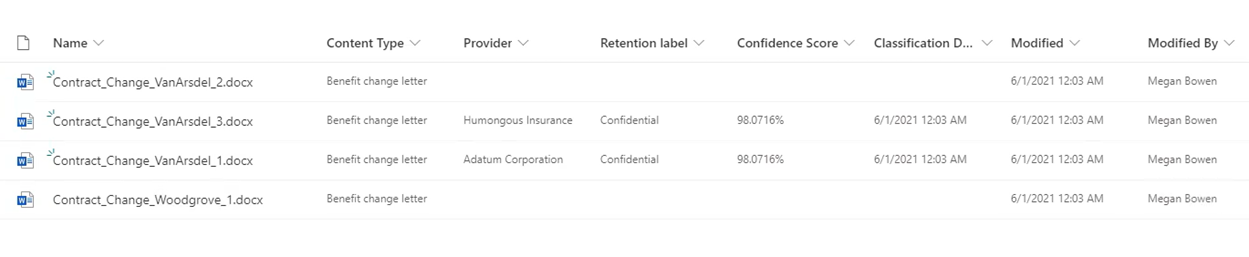 Name Content Type Provider Retention label Confidence Score Classification D... Modified Modified By
Contract_Change_VanArsdel_2.docx Benefit change letter 6/1/2021 12:03 AM Megan Bowen
Contract_Change_VanArsdel_3.docx Benefit change letter Humongous Insurance Confidential 98.0716% 6/1/2021 12:03 AM 6/1/2021 12:03 AM Megan Bowen
Contract_Change_VanArsdel_1.docx Benefit change letter Adatum Corporation Confidential 98.0716% 6/1/2021 12:03 AM 6/1/2021 12:03 AM Megan Bowen
Contract_Change_Woodgrove_1.docx Benefit change letter 6/1/2021 12:03 AM Megan Bowen